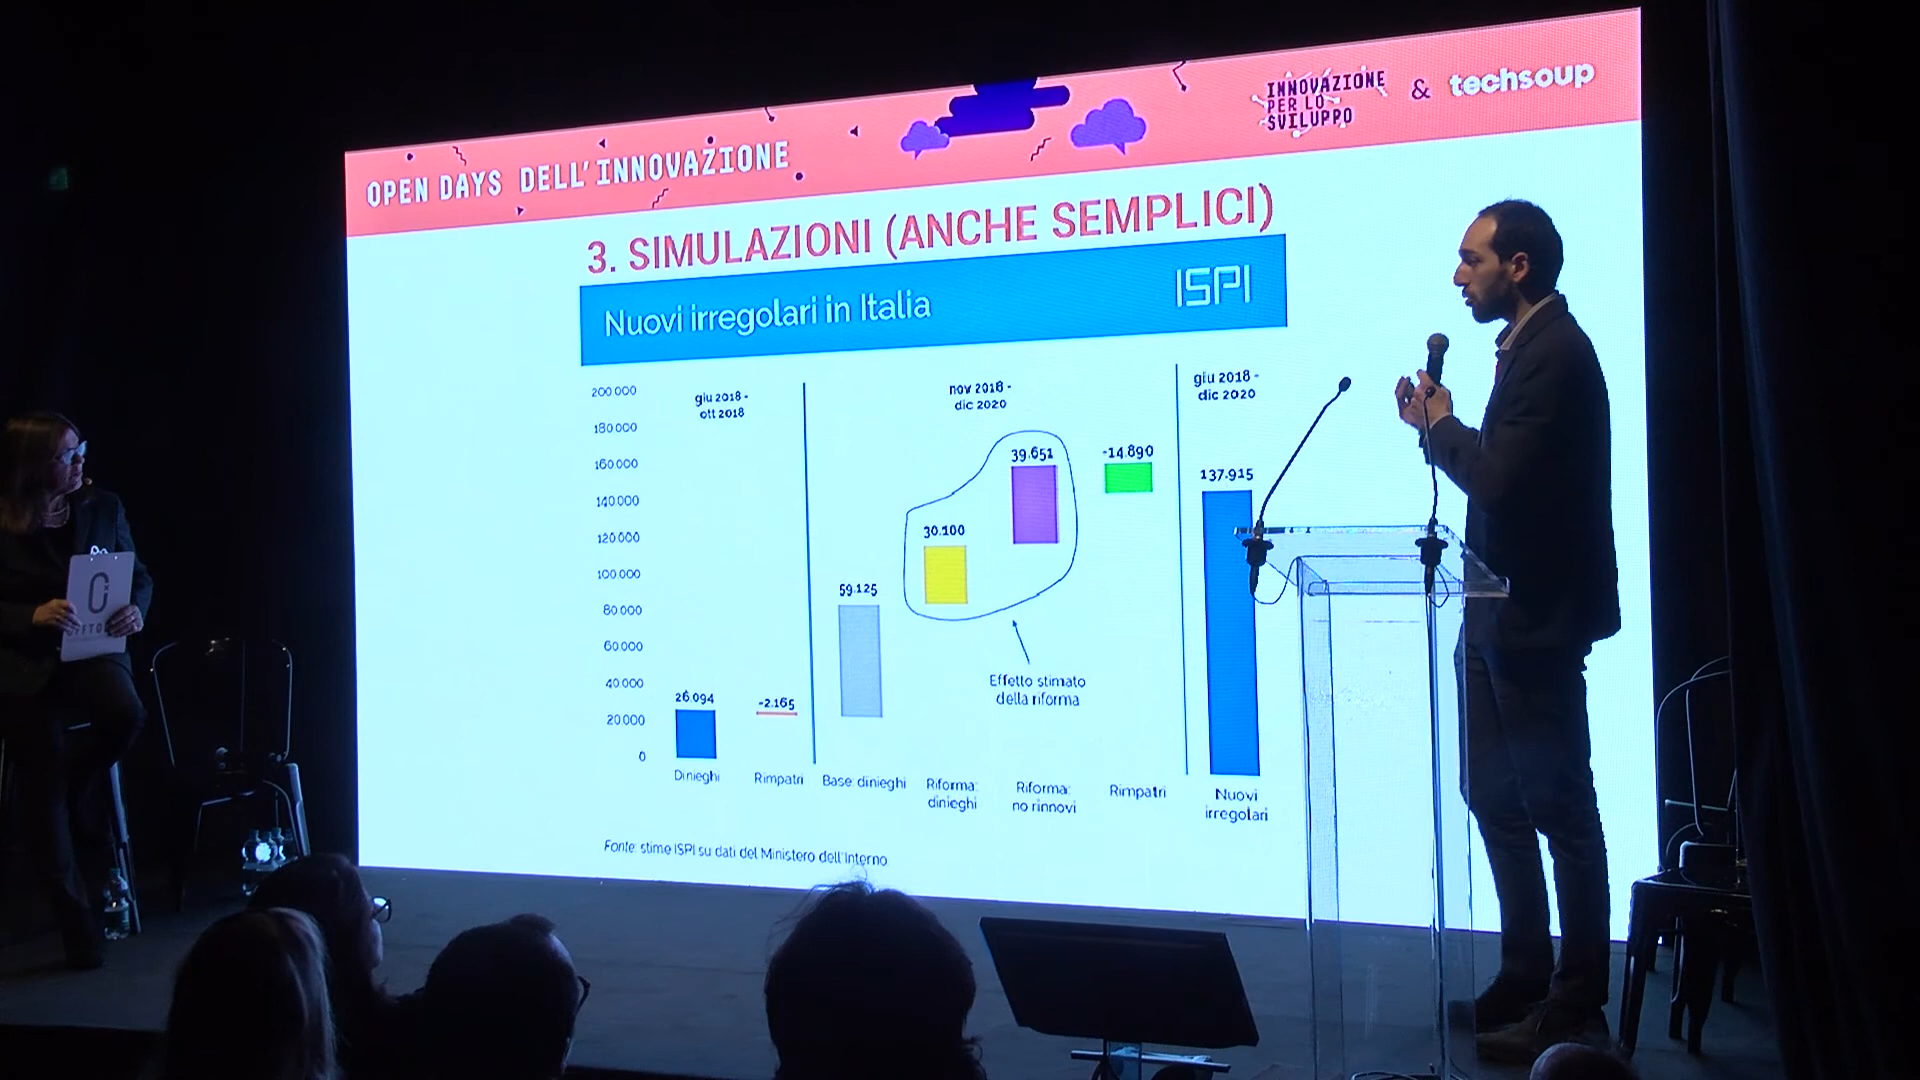 OPEN DAYS DELL'INNOVAZIONE
INNOVAZIONE
PER LO
SVILUPPO
&
techsoup
3. SIMULAZIONI (ANCHE SEMPLICI)
Nuovi irregolari in Italia
ISPI
200 000
180 000
160 000
140 000
120 000
100 000
80 000
60 000
40 000
20 000
0
giu 2018 -
ott 2018
nov 2018 -
dic 2020
giu 2018 -
dic 2020
26.094
-2.165
59.125
30.100
39.651
-14.890
137.915
Effetto stimato
della riforma
Dinieghi
Rimpatri
Base: dinieghi
Riforma:
dinieghi
Riforma:
no rinnovi
Rimpatri
Nuovi
irregolari
Fonte: stime ISPI su dati del Ministero dell'Interno